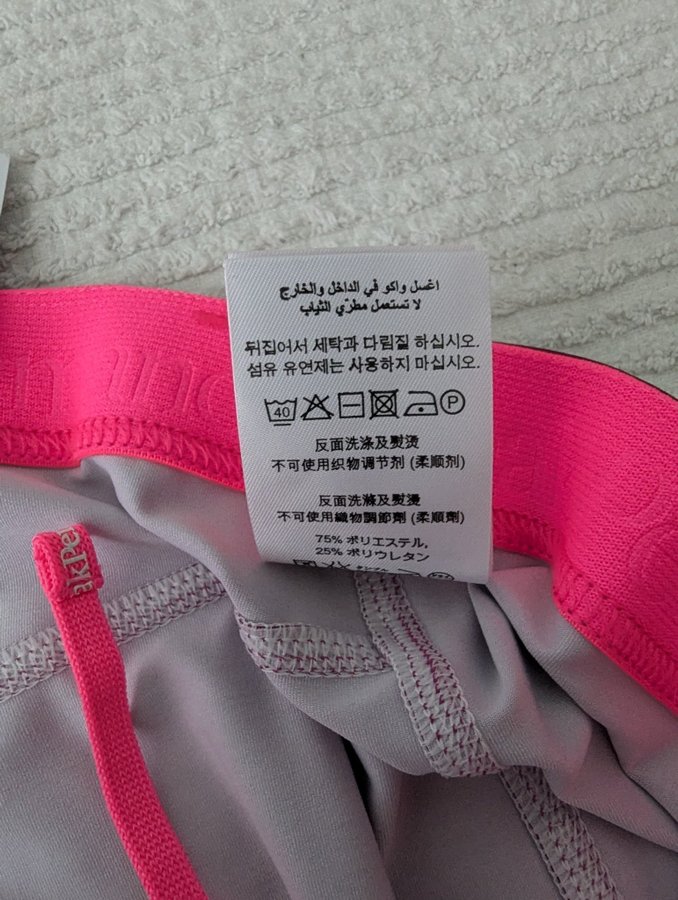 اغسل واكو في الداخل والخارج
لا تستعمل مطرّي الثياب
뒤집어서 세탁과 다림질 하십시오.
섬유 유연제는 사용하지 마십시오.
40 P
反面洗涤及熨烫
不可使用织物调节剂 (柔顺剂)
反面洗滌及熨燙
不可使用織物調節劑 (柔順劑)
75% ポリエステル,
25% ポリウレタン
akPe